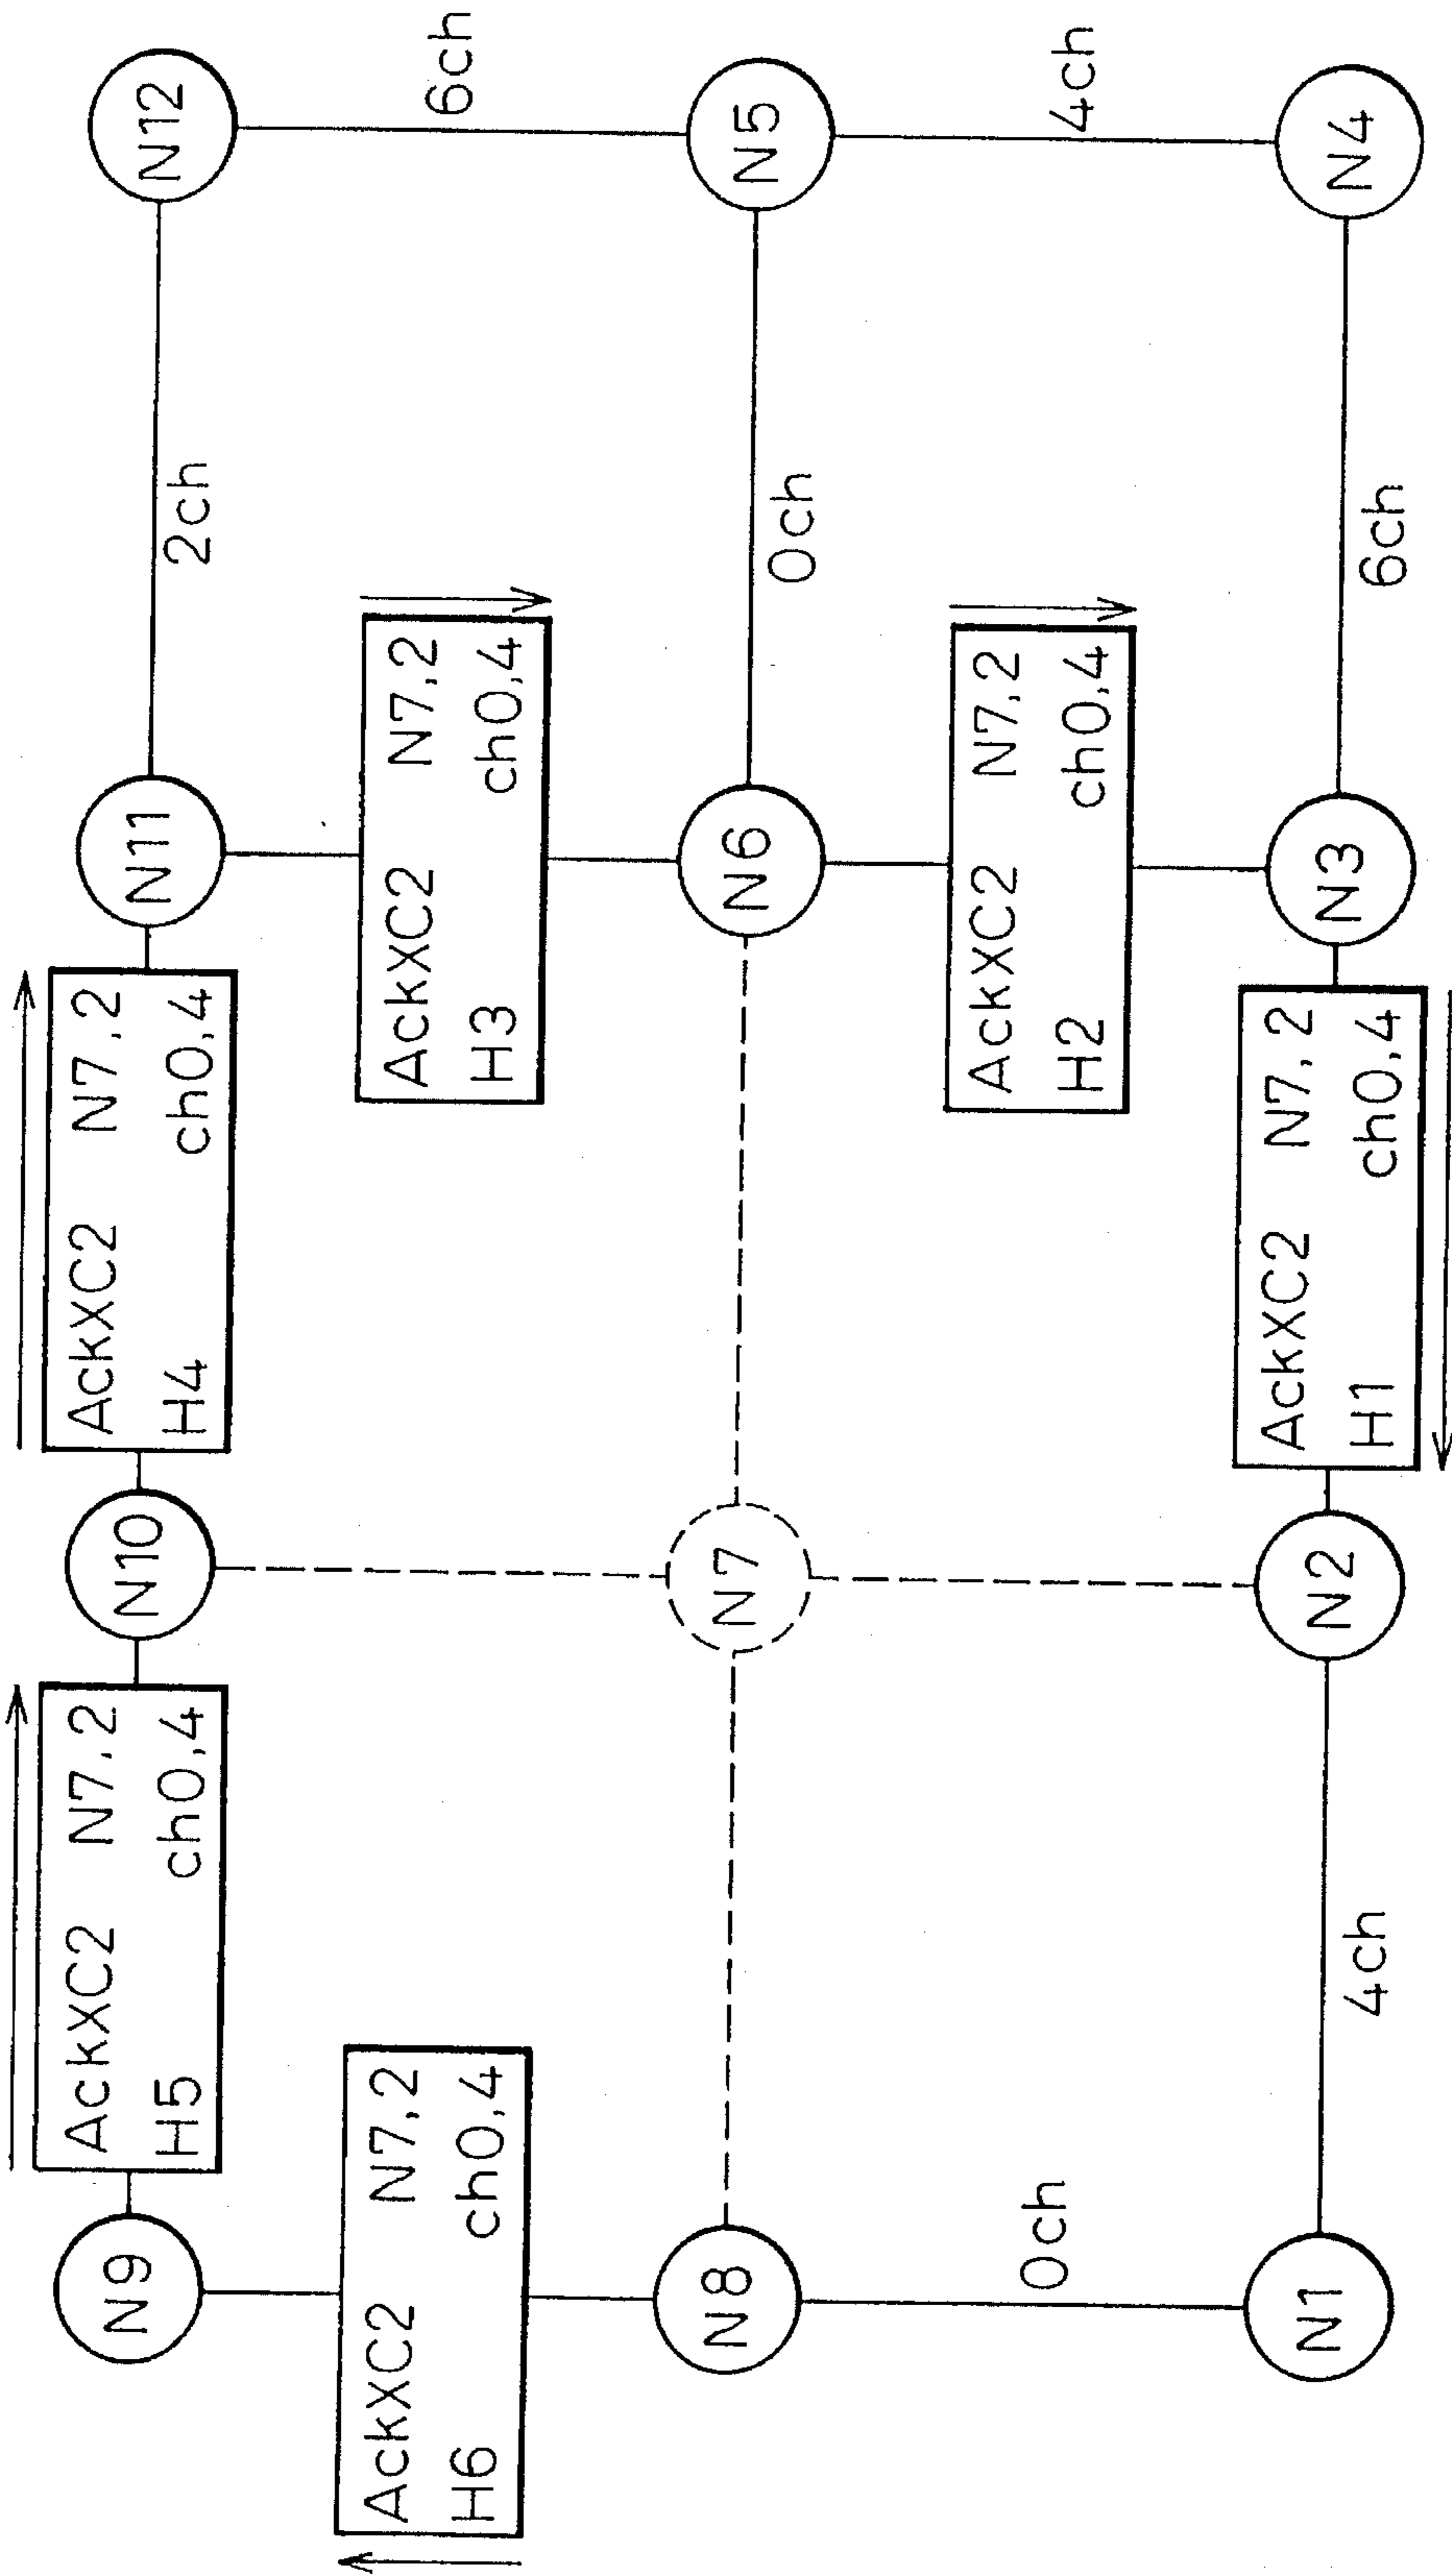 N9
AckXC2 N7,2
H5 ch0,4
N10
AckXC2 N7,2
H4 ch0,4
N11
2ch
N12
AckXC2 N7,2
H6 ch0,4
AckXC2 N7,2
H3 ch0,4
6ch
N8
N7
N6
0ch
N5
0ch
AckXC2 N7,2
H2 ch0,4
4ch
N1
4ch
N2
AckXC2 N7,2
H1 ch0,4
N3
6ch
N4